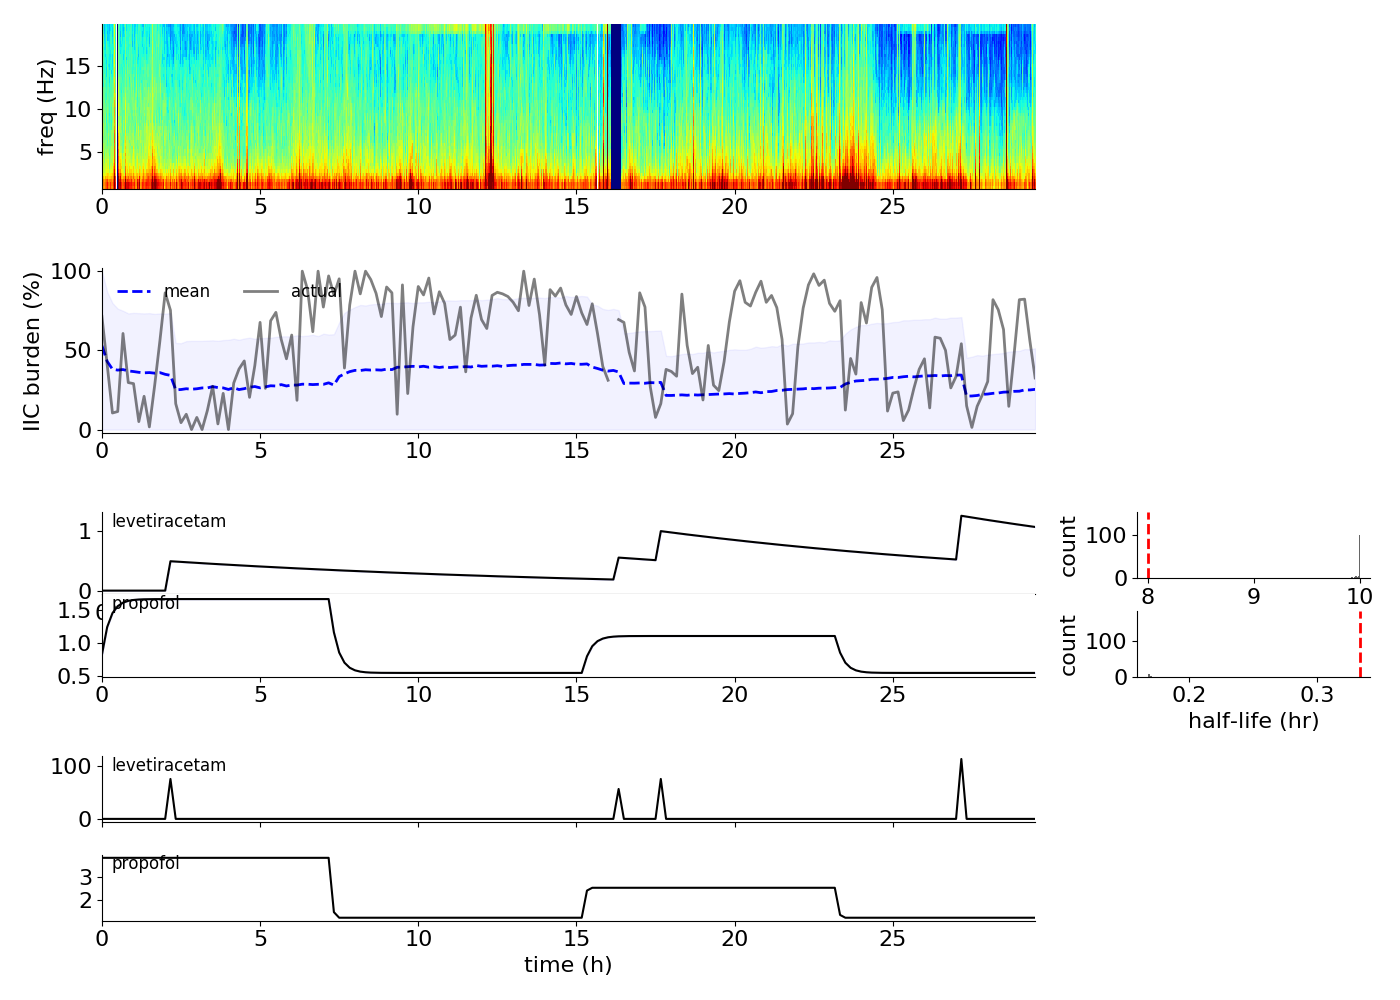 freq (Hz)
15
10
5
0 5 10 15 20 25
IIC burden (%)
100
50
0
mean actual
0 5 10 15 20 25
levetiracetam
1
0
count
100
0
8 9 10
propofol
1.5
1.0
0.5
0 5 10 15 20 25
count
100
0
0.2 0.3
half-life (hr)
levetiracetam
100
0
propofol
3
2
0 5 10 15 20 25
time (h)